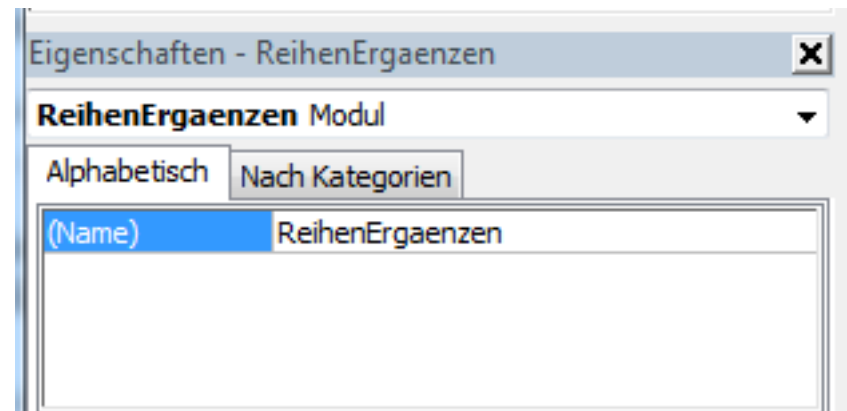 Eigenschaften - ReihenErgaenzen
ReihenErgaenzen Modul
Alphabetisch Nach Kategorien
(Name) ReihenErgaenzen